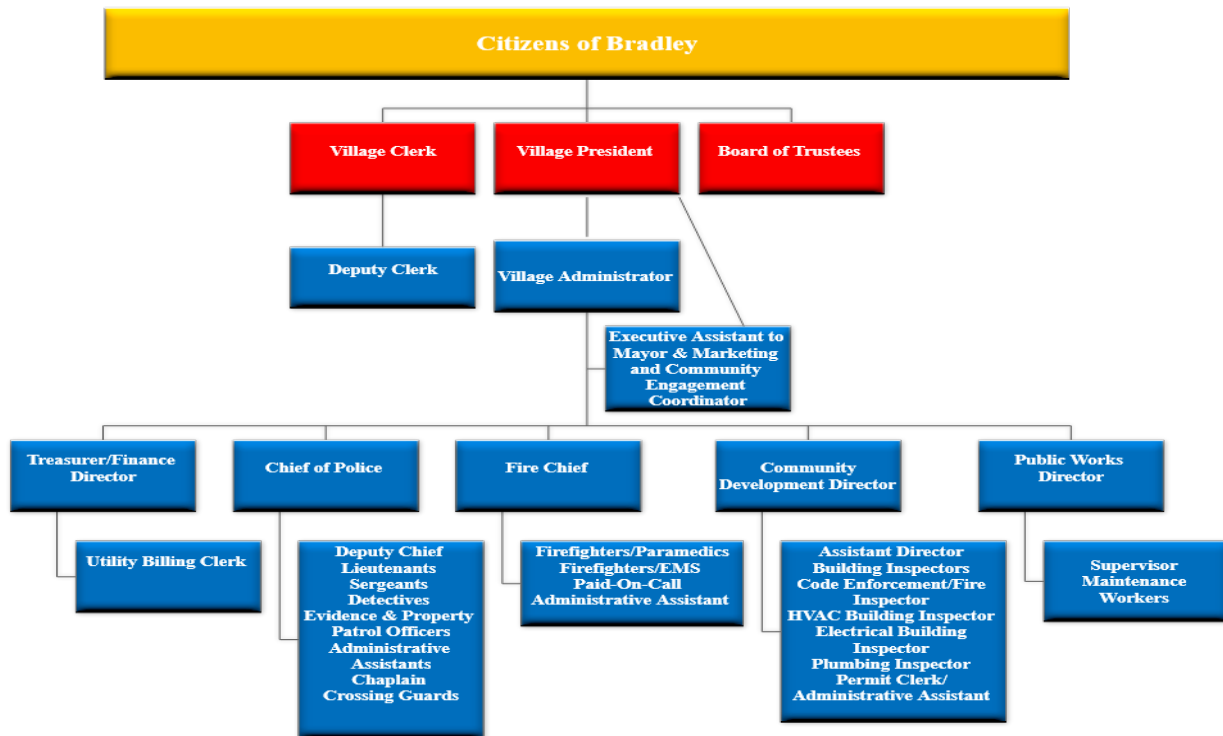 Citizens of Bradley
Village Clerk
Village President
Board of Trustees
Deputy Clerk
Village Administrator
Executive Assistant to
Mayor & Marketing
and Community
Engagement
Coordinator
Treasurer/Finance
Director
Chief of Police
Fire Chief
Community
Development Director
Public Works
Director
Utility Billing Clerk
Deputy Chief
Lieutenants
Sergeants
Detectives
Evidence & Property
Patrol Officers
Administrative
Assistants
Chaplain
Crossing Guards
Firefighters/Paramedics
Firefighters/EMS
Paid-On-Call
Administrative Assistant
Assistant Director
Building Inspectors
Code Enforcement/Fire
Inspector
HVAC Building Inspector
Electrical Building
Inspector
Plumbing Inspector
Permit Clerk/
Administrative Assistant
Supervisor
Maintenance
Workers